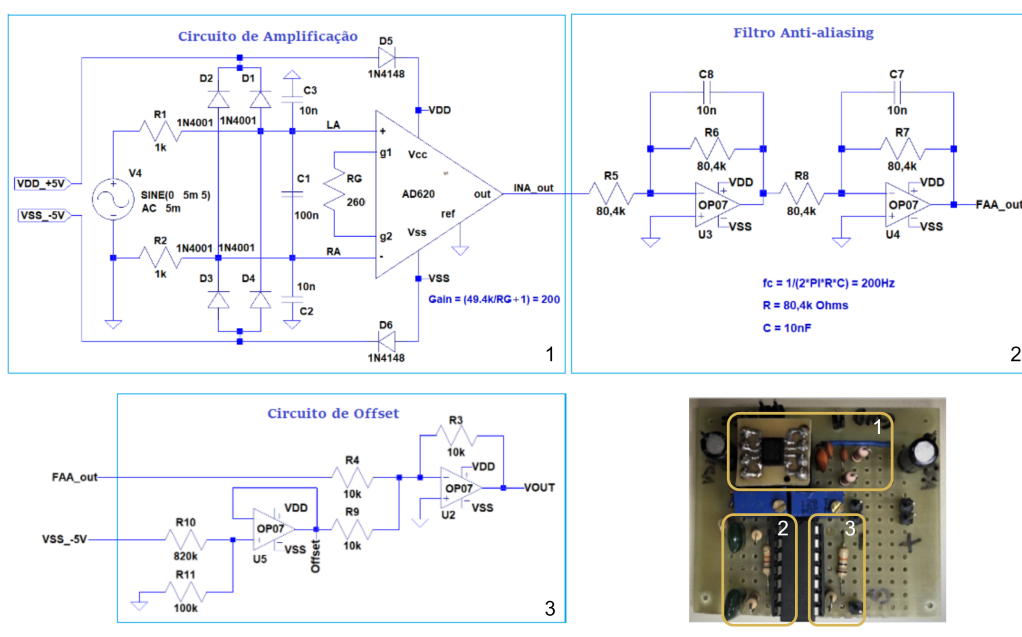 Circuito de Amplificação
D5
1N4148
D2
D1
C3
10n
VDD
R1
1k
1N4001
1N4001
LA
+
g1
Vcc
VDD_+5V
V4
SINE(0 5m 5)
AC 5m
C1
100n
RG
260
AD620
out
INA_out
ref
VSS_-5V
R2
1k
1N4001
1N4001
RA
g2
-
Vss
D3
D4
10n
C2
VSS
Gain = (49.4k/RG+1) = 200
D6
1N4148
1
Filtro Anti-aliasing
C8
10n
C7
10n
R6
80,4k
R7
80,4k
R5
80,4k
VDD
OP07
VSS
U3
R8
80,4k
VDD
OP07
VSS
U4
FAA_out
fc = 1/(2*PI*R*C) = 200Hz
R = 80,4k Ohms
C = 10nF
2
Circuito de Offset
R3
10k
FAA_out
R4
10k
VDD
OP07
VSS
U2
VOUT
VSS_-5V
R10
820k
VDD
OP07
VSS
U5
Offset
R9
10k
R11
100k
3
1
2
3